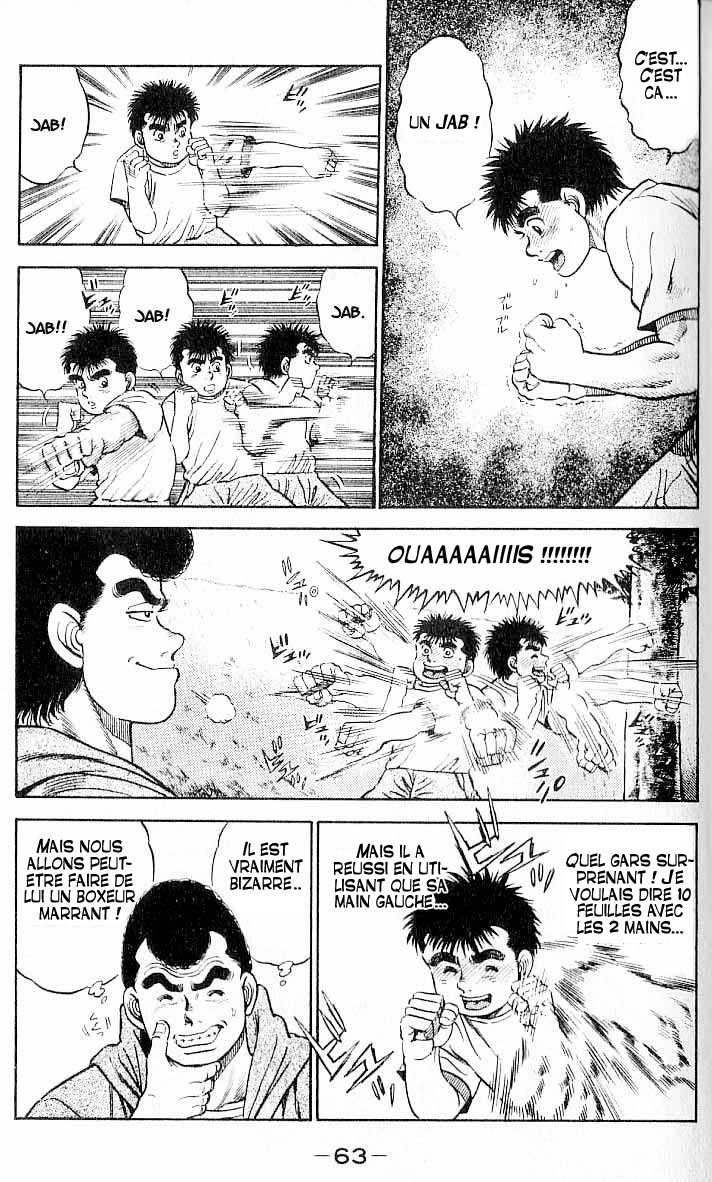 C'EST...
C'EST
CA...
UN JAB !
JAB!
JAB.
JAB!
JAB!!
OUAAAAAIIIIS !!!!!!!!
QUEL GARS SUR-
PRENANT ! JE
VOULAIS DIRE 10
FEUILLES AVEC
LES 2 MAINS...
MAIS IL A
REUSSI EN UTI-
LISANT QUE SA
MAIN GAUCHE...
IL EST
VRAIMENT
BIZARRE..
MAIS NOUS
ALLONS PEUT-
ETRE FAIRE DE
LUI UN BOXEUR
MARRANT !
-63-